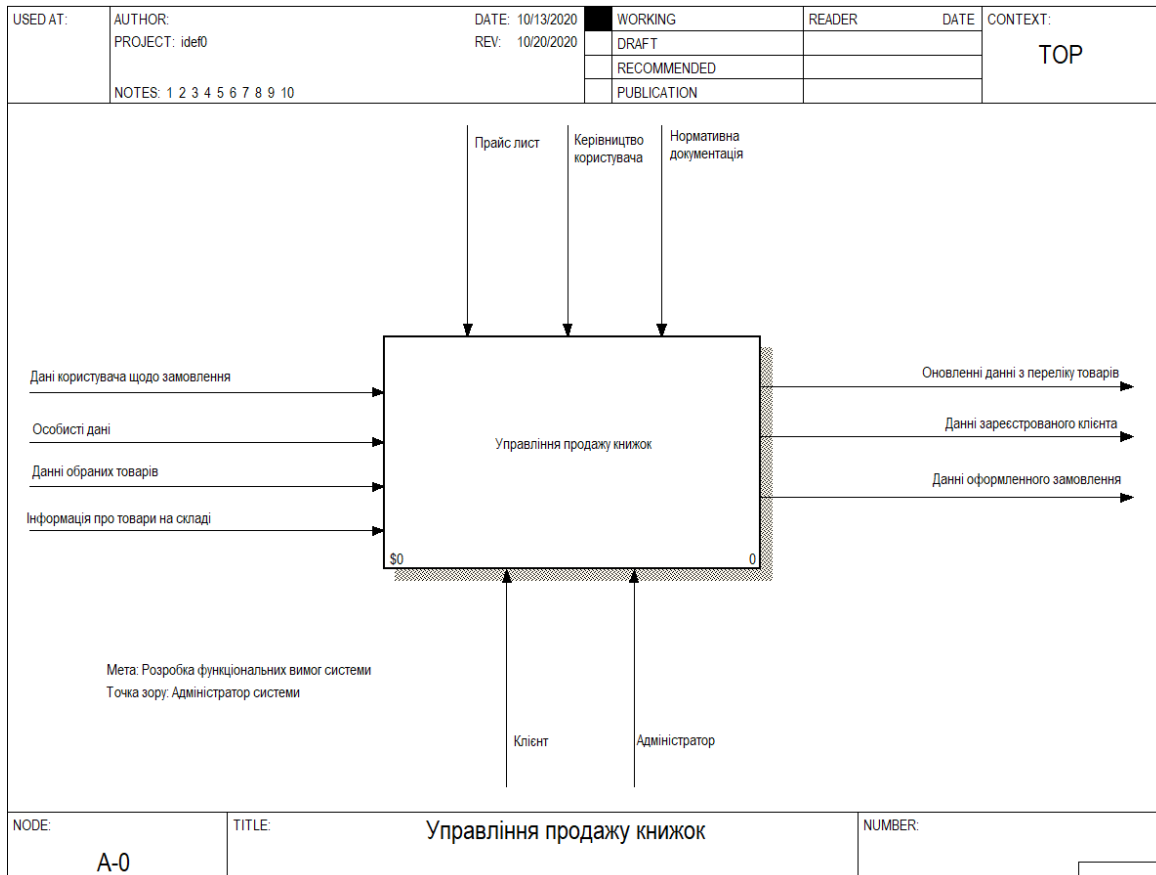 USED AT:
AUTHOR:
DATE: 10/13/2020
PROJECT: idef0
REV: 10/20/2020
NOTES: 1 2 3 4 5 6 7 8 9 10
WORKING
DRAFT
RECOMMENDED
PUBLICATION
READER
DATE
CONTEXT:
TOP
Прайс лист
Керівництво
користувача
Нормативна
документація
Дані користувача щодо замовлення
Особисті дані
Данні обраних товарів
Інформація про товари на складі
Управління продажу книжок
$0
0
Оновленні данні з переліку товарів
Данні зареєстрованого клієнта
Данні оформленного замовлення
Мета: Розробка функціональних вимог системи
Точка зору: Адміністратор системи
Клієнт
Адміністратор
NODE:
A-0
TITLE:
Управління продажу книжок
NUMBER: